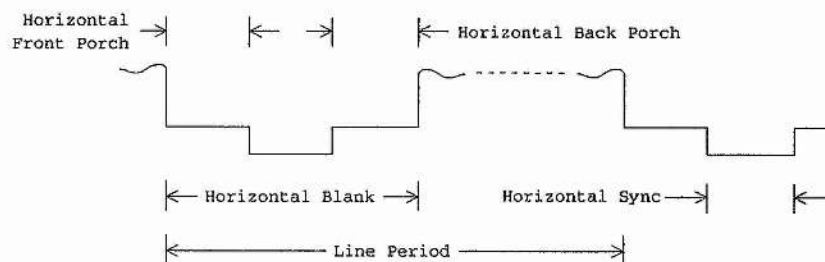 Horizontal
Front Porch
Horizontal Back Porch
Horizontal Blank
Horizontal Sync
Line Period